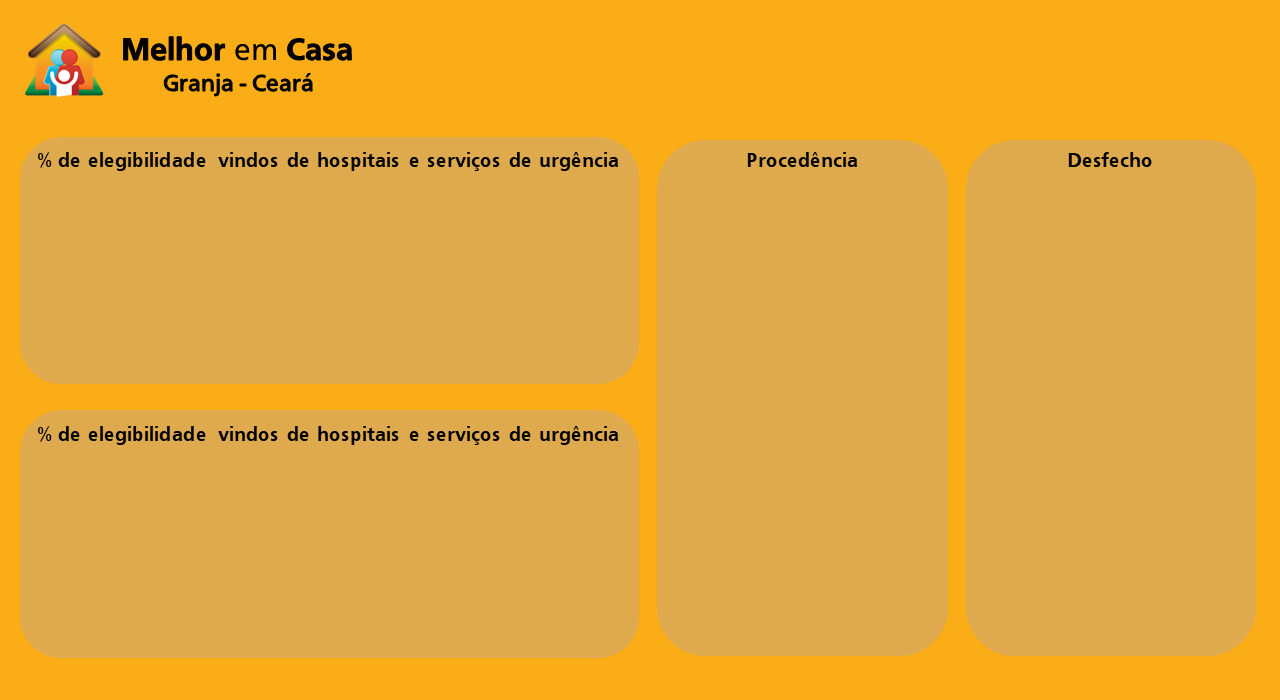 Melhor em Casa
Granja - Ceará
% de elegibilidade vindos de hospitais e serviços de urgência
Procedência
Desfecho
% de elegibilidade vindos de hospitais e serviços de urgência